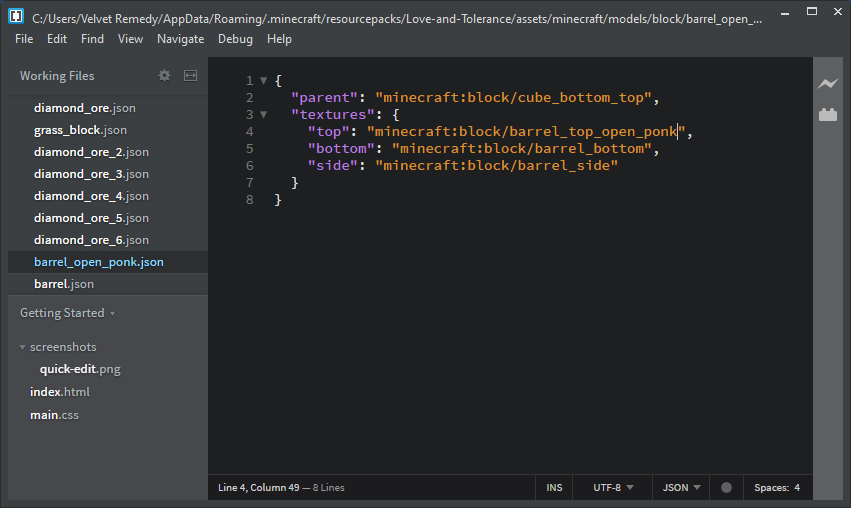 C:/Users/Velvet Remedy/AppData/Roaming/.minecraft/resourcepacks/Love-and-Tolerance/assets/minecraft/models/block/barrel_open_...
File Edit Find View Navigate Debug Help
Working Files
diamond_ore.json
grass_block.json
diamond_ore_2.json
diamond_ore_3.json
diamond_ore_4.json
diamond_ore_5.json
diamond_ore_6.json
barrel_open_ponk.json
barrel.json
Getting Started
screenshots
quick-edit.png
index.html
main.css
1 {
2 "parent": "minecraft:block/cube_bottom_top",
3 "textures": {
4 "top": "minecraft:block/barrel_top_open_ponk",
5 "bottom": "minecraft:block/barrel_bottom",
6 "side": "minecraft:block/barrel_side"
7 }
8 }
Line 4, Column 49 — 8 Lines
INS UTF-8 JSON Spaces: 4